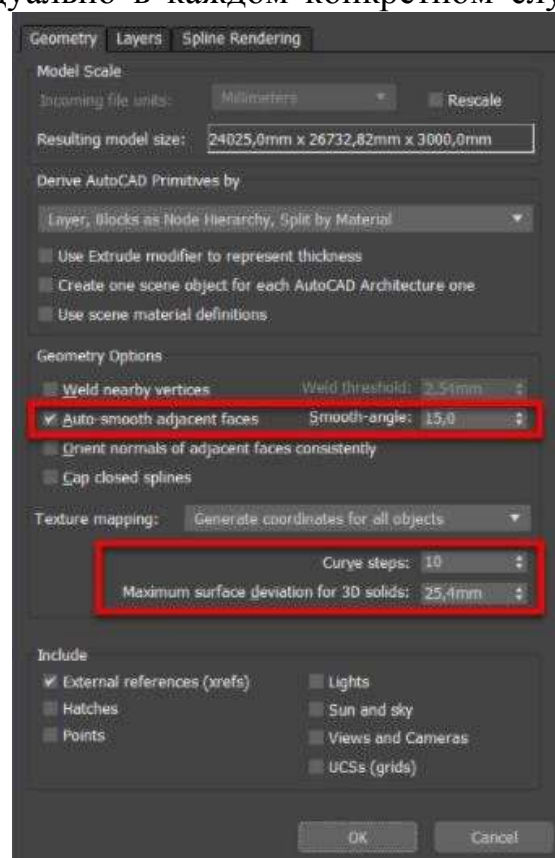 в каждом конкретном
Geometry Layers Spline Rendering
Model Scale
Incoming file units: Millimeters Rescale
Resulting model size: 24025,0mm x 26732,82mm x 3000,0mm
Derive AutoCAD Primitives by
Layer, Blocks as Node Hierarchy, Split by Material
Use Extrude modifier to represent thickness
Create one scene object for each AutoCAD Architecture one
Use scene material definitions
Geometry Options
Weld nearby vertices Weld threshold: 2,54mm
Auto-smooth adjacent faces Smooth-angle: 15,0
Orient normals of adjacent faces consistently
Cap closed splines
Texture mapping: Generate coordinates for all objects
Curve steps: 10
Maximum surface deviation for 3D solids: 25,4mm
Include
External references (xrefs) Lights
Hatches Sun and sky
Points Views and Cameras
UCSs (grids)
OK Cancel